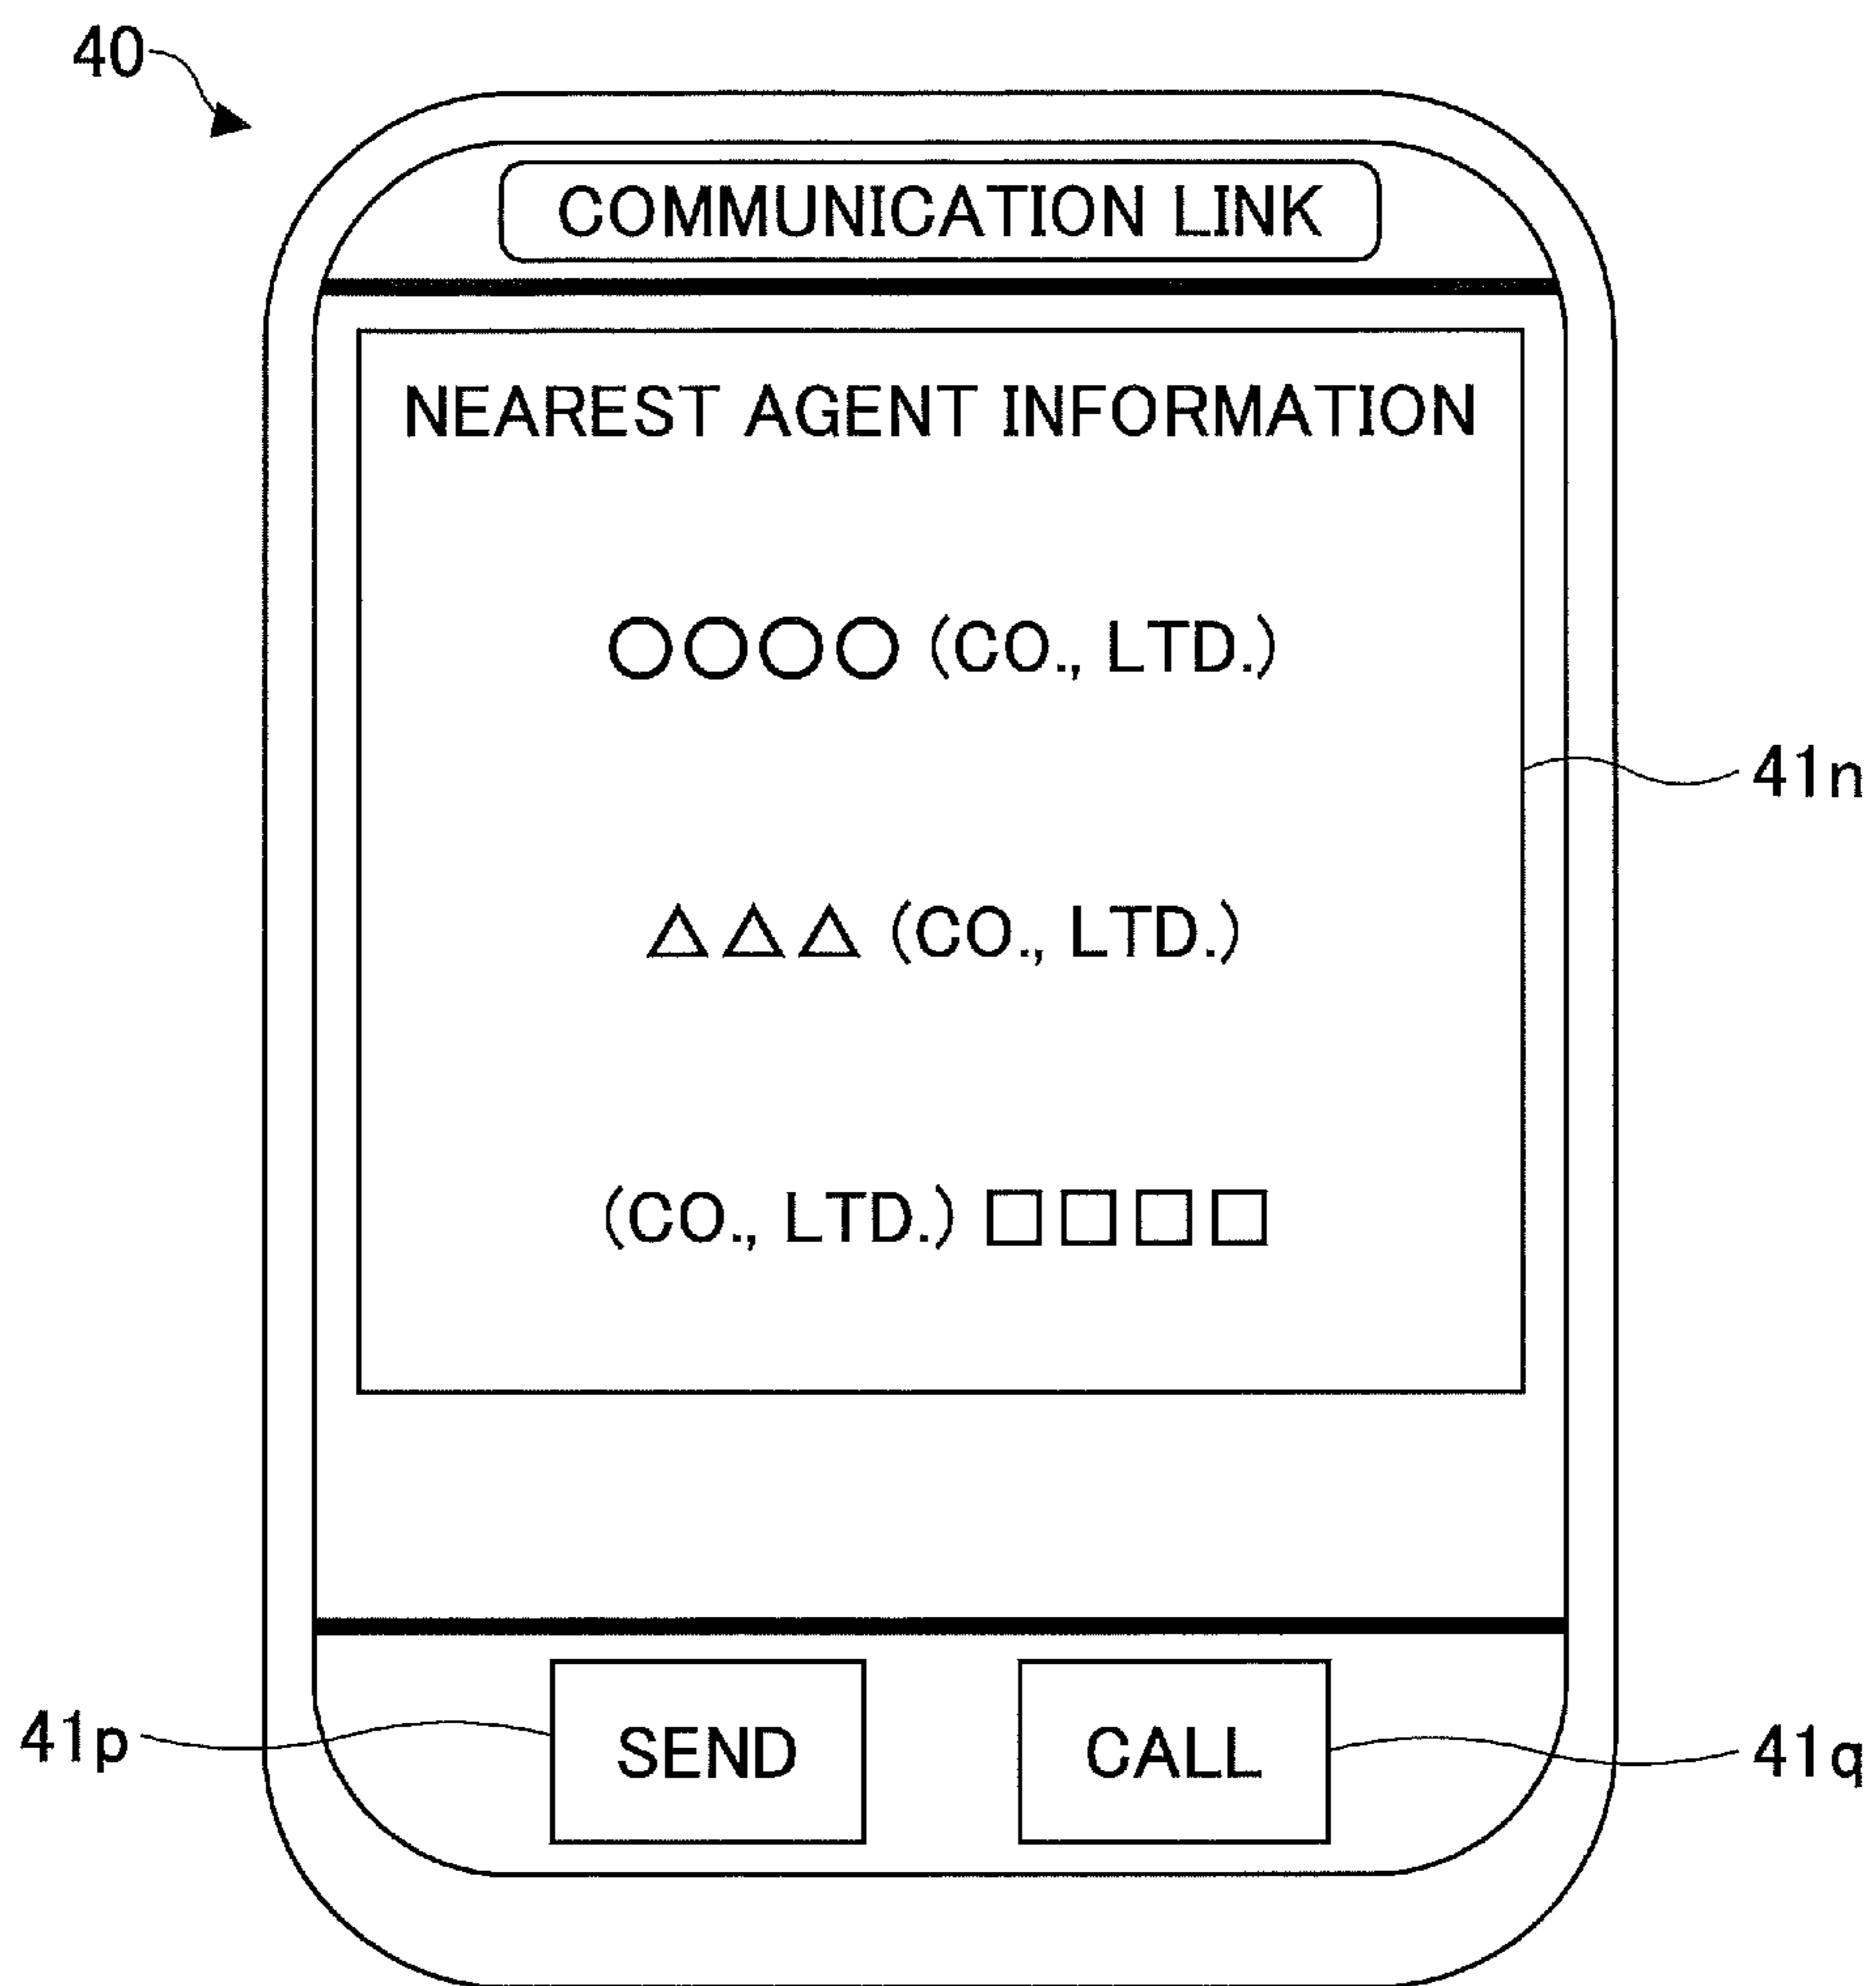 40
COMMUNICATION LINK
NEAREST AGENT INFORMATION
○○○○ (CO., LTD.)
41n
△△△ (CO., LTD.)
(CO., LTD.) □□□□
41p
SEND
CALL
41q